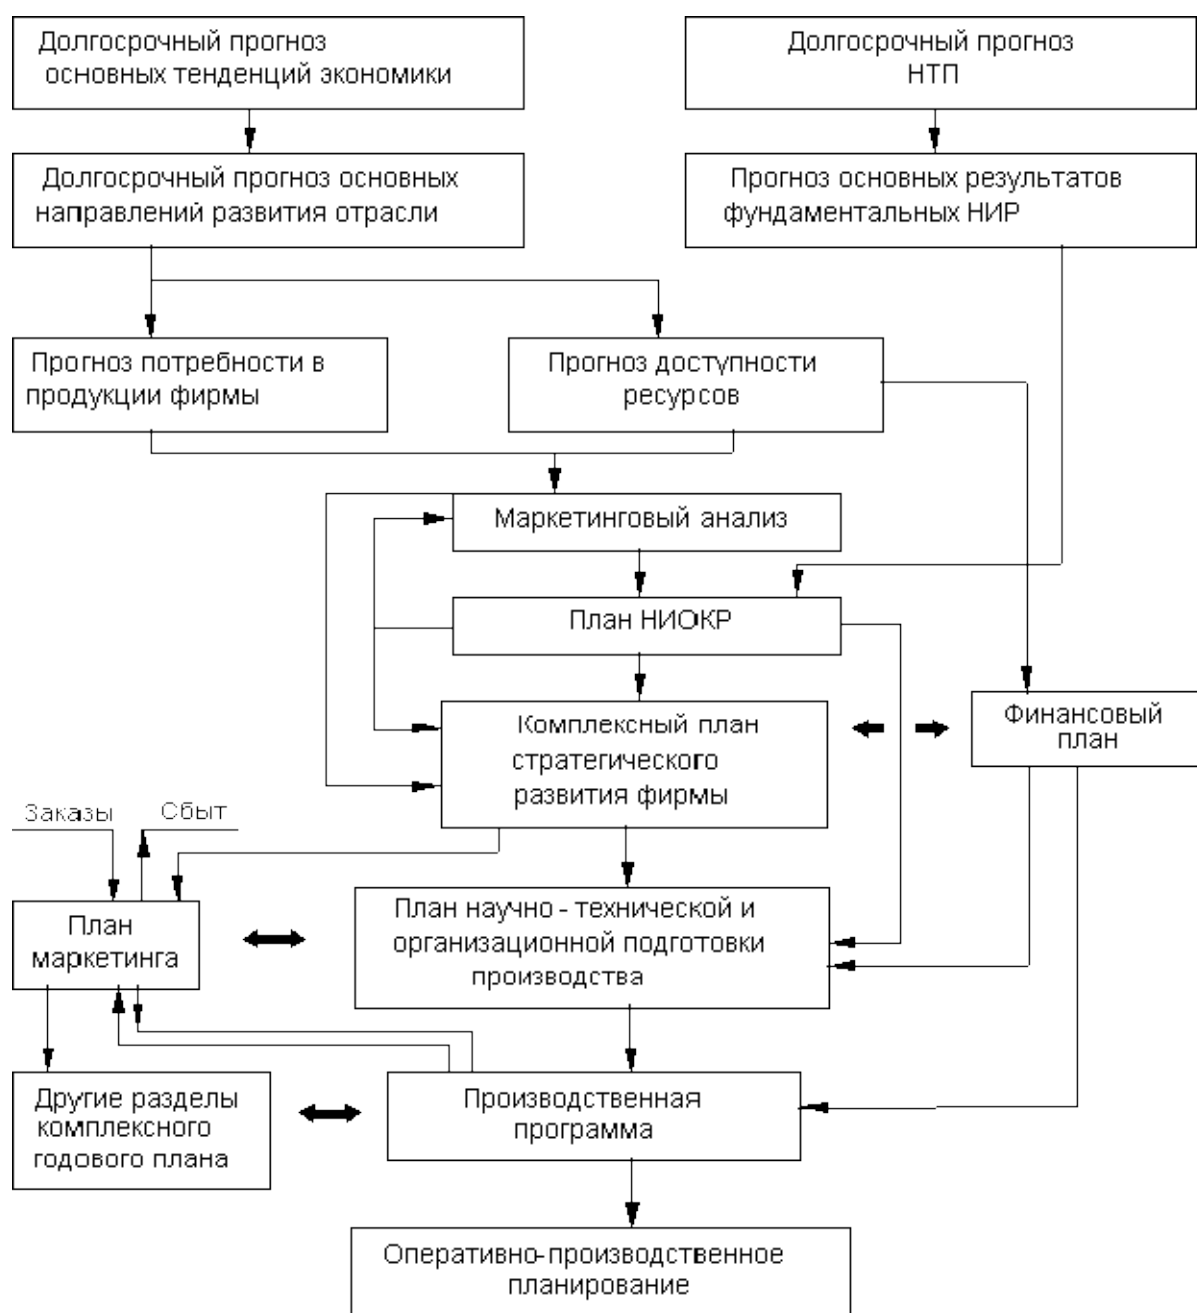 Долгосрочный прогноз
основных тенденций экономики
Долгосрочный прогноз
НТП
Долгосрочный прогноз основных
направлений развития отрасли
Прогноз основных результатов
фундаментальных НИР
Прогноз потребности в
продукции фирмы
Прогноз доступности
ресурсов
Маркетинговый анализ
План НИОКР
Комплексный план
стратегического
развития фирмы
Финансовый
план
Заказы
Сбыт
План
маркетинга
План научно - технической и
организационной подготовки
производства
Другие разделы
комплексного
годового плана
Производственная
программа
Оперативно-производственное
планирование